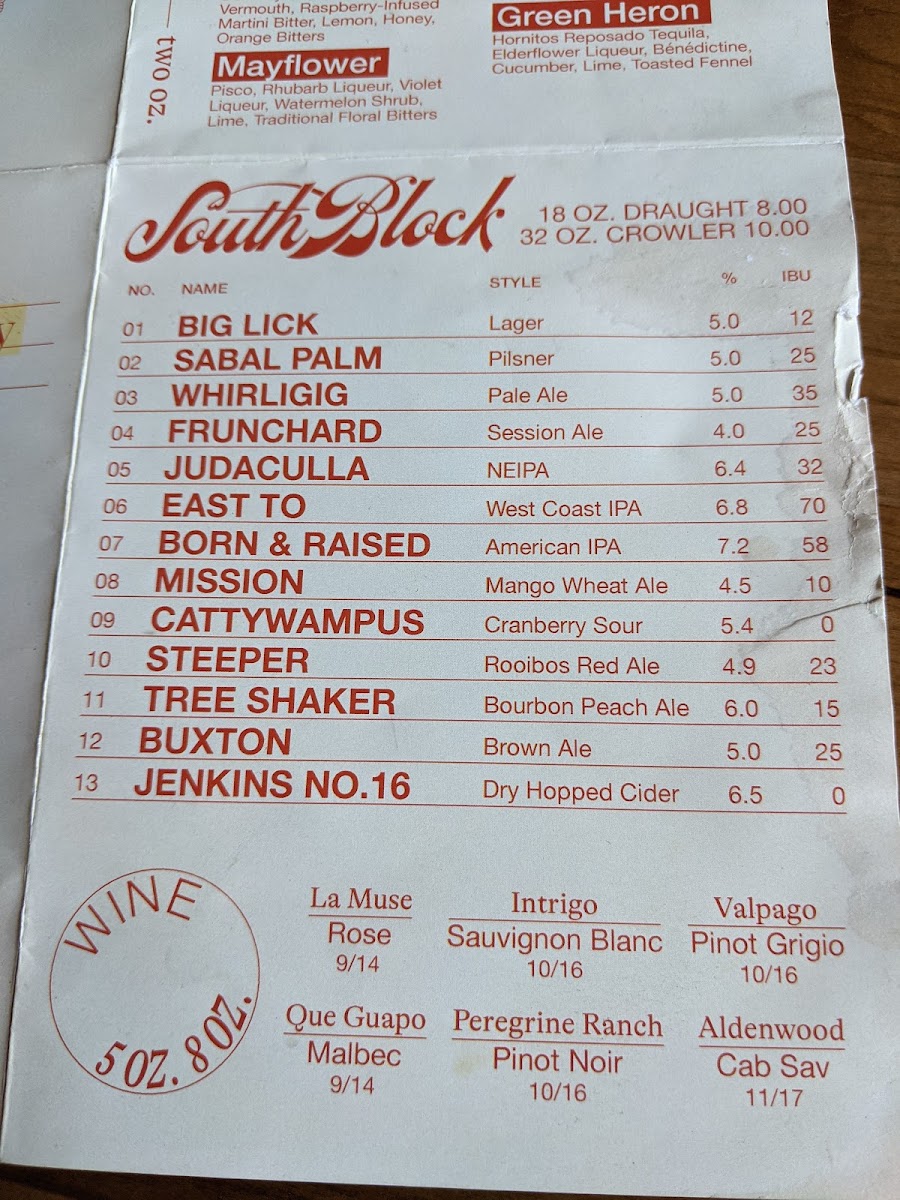 Vermouth, Raspberry-Infused
Martini Bitter, Lemon, Honey,
Orange Bitters
Mayflower
Pisco, Rhubarb Liqueur, Violet
Liqueur, Watermelon Shrub,
Lime, Traditional Floral Bitters
two oz.
Green Heron
Hornitos Reposado Tequila,
Elderflower Liqueur, Bénédictine,
Cucumber, Lime, Toasted Fennel
South Block
18 OZ. DRAUGHT 8.00
32 OZ. CROWLER 10.00
NO. NAME STYLE % IBU
01 BIG LICK Lager 5.0 12
02 SABAL PALM Pilsner 5.0 25
03 WHIRLIGIG Pale Ale 5.0 35
04 FRUNCHARD Session Ale 4.0 25
05 JUDACULLA NEIPA 6.4 32
06 EAST TO West Coast IPA 6.8 70
07 BORN & RAISED American IPA 7.2 58
08 MISSION Mango Wheat Ale 4.5 10
09 CATTYWAMPUS Cranberry Sour 5.4 0
10 STEEPER Rooibos Red Ale 4.9 23
11 TREE SHAKER Bourbon Peach Ale 6.0 15
12 BUXTON Brown Ale 5.0 25
13 JENKINS NO.16 Dry Hopped Cider 6.5 0
WINE
5 OZ. 8 OZ.
La Muse
Rose
9/14
Intrigo
Sauvignon Blanc
10/16
Valpago
Pinot Grigio
10/16
Que Guapo
Malbec
9/14
Peregrine Ranch
Pinot Noir
10/16
Aldenwood
Cab Sav
11/17